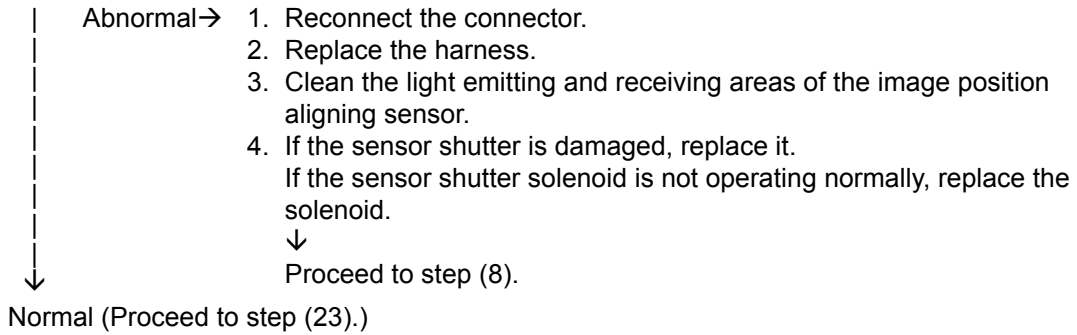 Abnormal→ 1. Reconnect the connector.
2. Replace the harness.
3. Clean the light emitting and receiving areas of the image position
aligning sensor.
4. If the sensor shutter is damaged, replace it.
If the sensor shutter solenoid is not operating normally, replace the
solenoid.
↓
Proceed to step (8).
Normal (Proceed to step (23).)